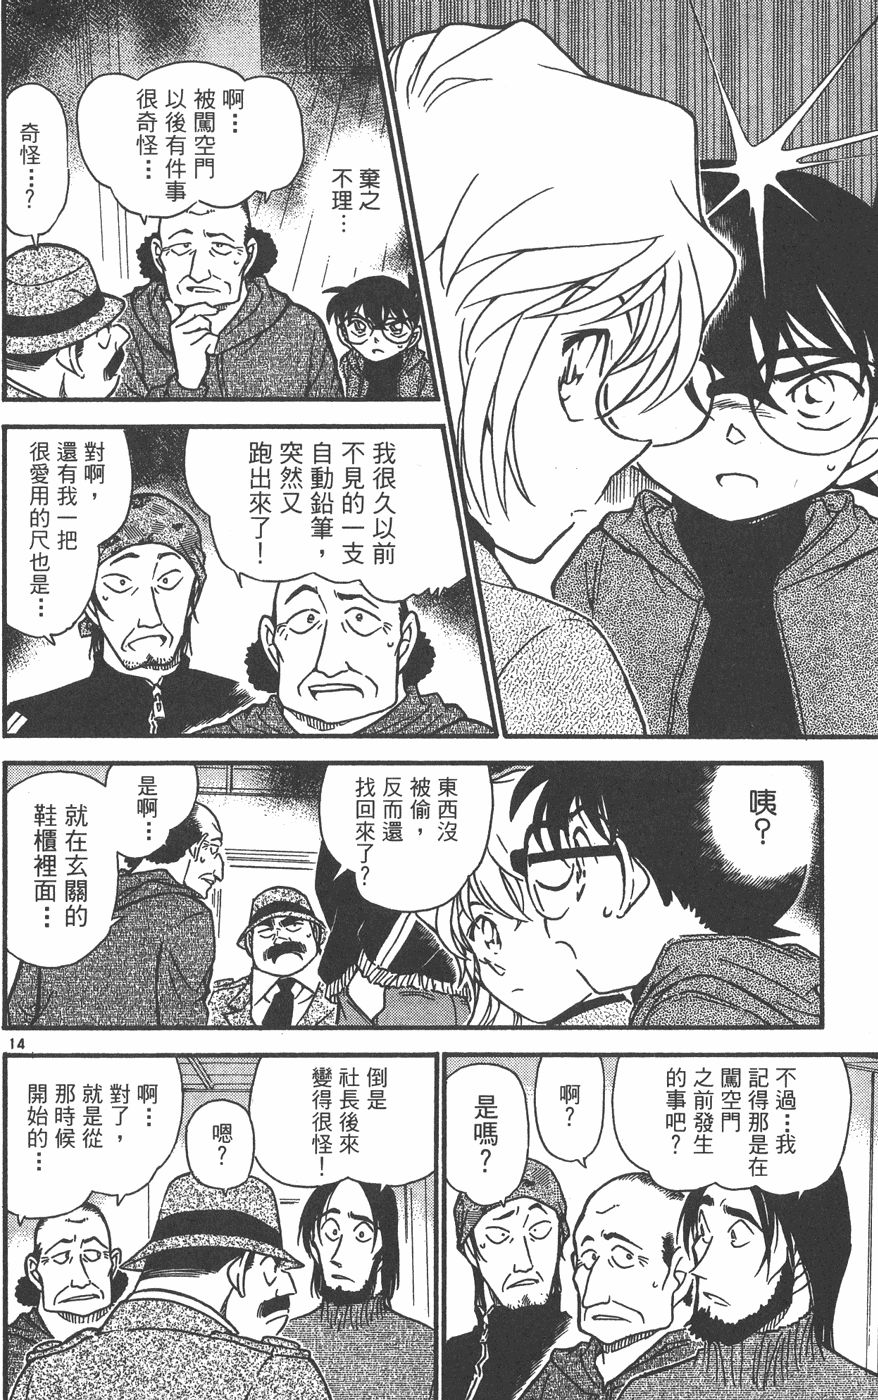 棄之
不理…
啊…
被闖空門
以後有件事
很奇怪…
奇怪…?
我很久以前
不見的一支
自動鉛筆，
突然又
跑出來了！
對啊，
還有我一把
很愛用的尺也是…
咦？
東西沒
被偷，
反而還
找回來了？
是啊…
就在玄關的
鞋櫃裡面…
14
不過…我
記得那是在
闖空門
之前發生
的事吧？
啊？
是嗎？
倒是
社長後來
變得很怪！
嗯？
啊…
對了，
就是從
那時候
開始的…